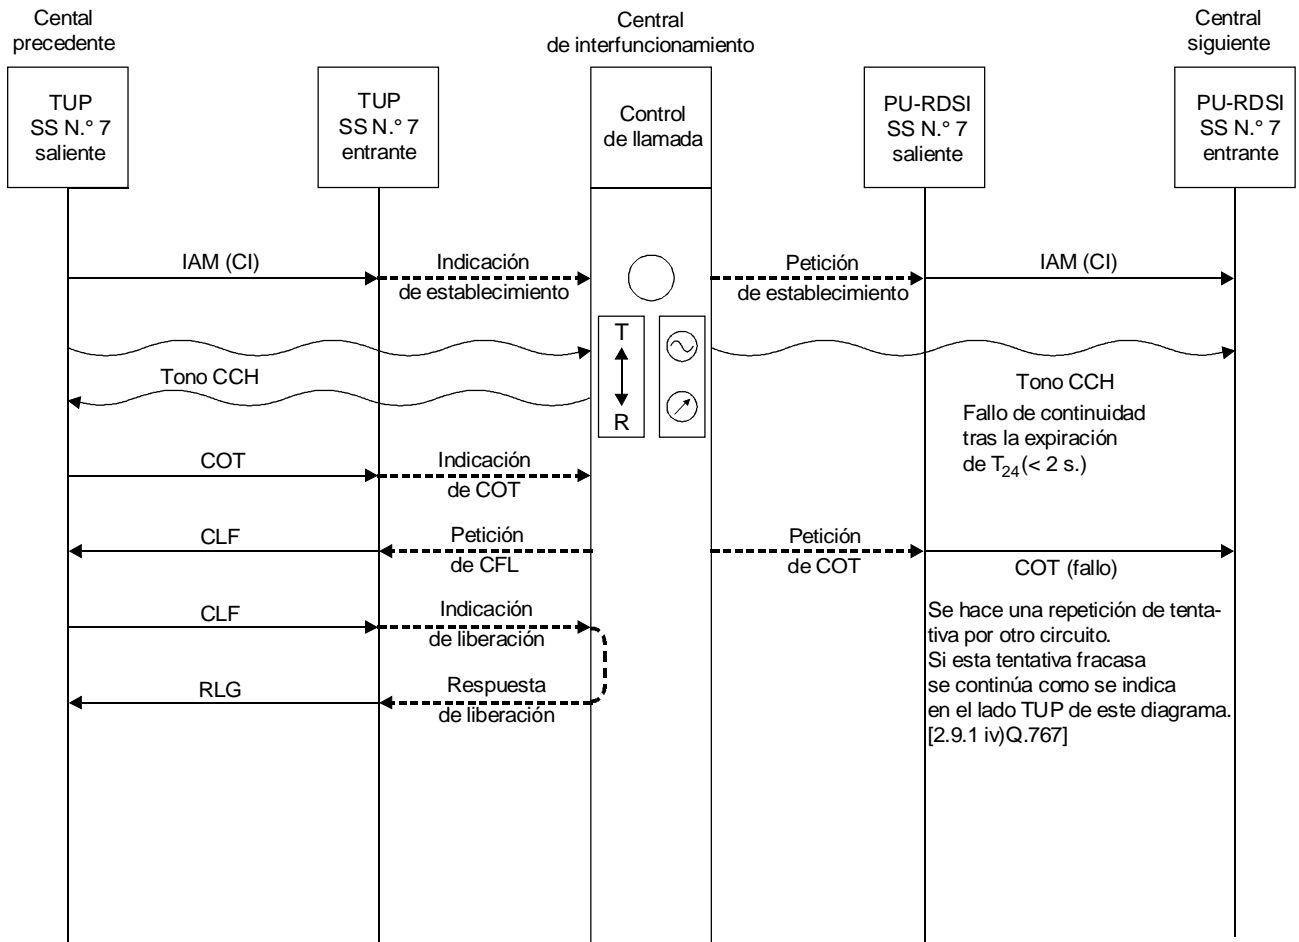 Cental
precedente
Central
de interfuncionamiento
Central
siguiente
TUP
SS N.° 7
saliente
TUP
SS N.° 7
entrante
Control
de llamada
PU-RDSI
SS N.° 7
saliente
PU-RDSI
SS N.° 7
entrante
IAM (CI)
Indicación
de establecimiento
Petición
de establecimiento
IAM (CI)
T
R
Tono CCH
Tono CCH
Fallo de continuidad
tras la expiración
de T24 (< 2 s.)
COT
Indicación
de COT
CLF
Petición
de CFL
Petición
de COT
COT (fallo)
CLF
Indicación
de liberación
Se hace una repetición de tenta-
tiva por otro circuito.
Si esta tentativa fracasa
se continúa como se indica
en el lado TUP de este diagrama.
[2.9.1 iv)Q.767]
RLG
Respuesta
de liberación